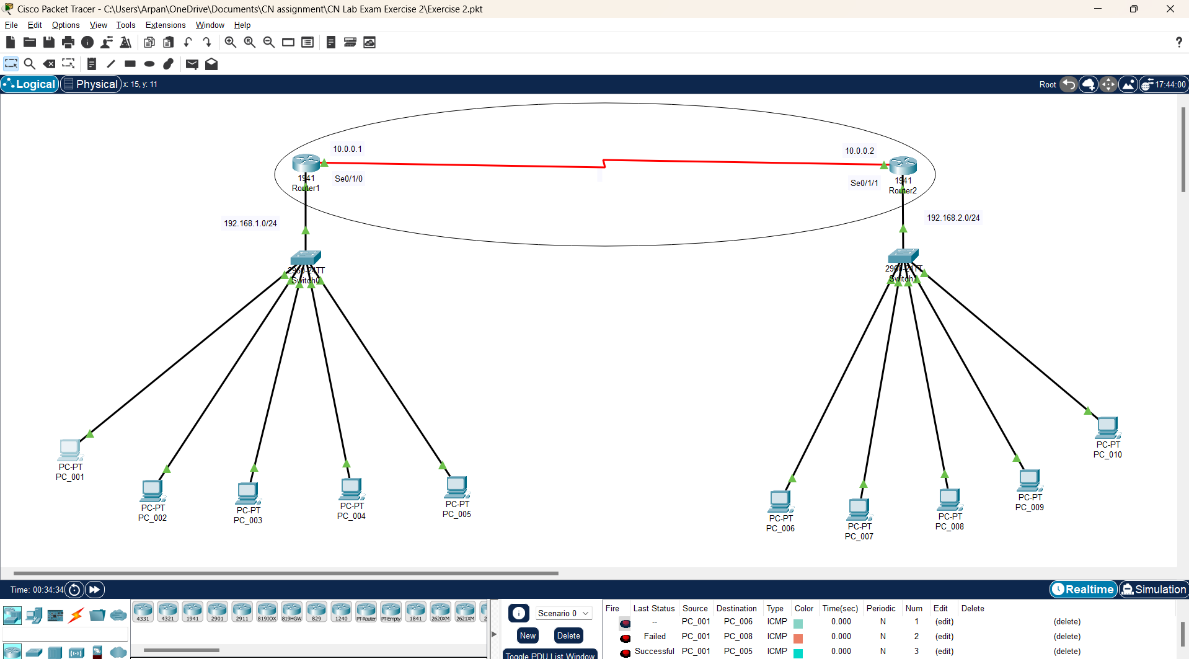 Cisco Packet Tracer - C:\Users\Arpan\OneDrive\Documents\CN assignment\CN Lab Exam Exercise 2\Exercise 2.pkt
File Edit Options View Tools Extensions Window Help
?
Logical Physical x: 15, y: 11 Root 17:44:00
10.0.0.1 10.0.0.2
1941 Se0/1/0 Se0/1/1 1941
Router1 Router2
192.168.1.0/24 192.168.2.0/24
2960-24TT 2960-24TT
Switch0
PC-PT
PC_001
PC-PT
PC_002
PC-PT
PC_003
PC-PT
PC_004
PC-PT
PC_005
PC-PT
PC_006
PC-PT
PC_007
PC-PT
PC_008
PC-PT
PC_009
PC-PT
PC_010
Time: 00:34:34 Realtime Simulation
4331 4321 1941 2901 2911 819IOX 819HGW 829 1240 PT-Router PT-Empty 1841 2620XM 2621XM
Scenario 0
New Delete
Toggle PDU List Window
Fire Last Status Source Destination Type Color Time(sec) Periodic Num Edit Delete
-- PC_001 PC_006 ICMP 0.000 N 1 (edit) (delete)
Failed PC_001 PC_008 ICMP 0.000 N 2 (edit) (delete)
Successful PC_001 PC_005 ICMP 0.000 N 3 (edit) (delete)